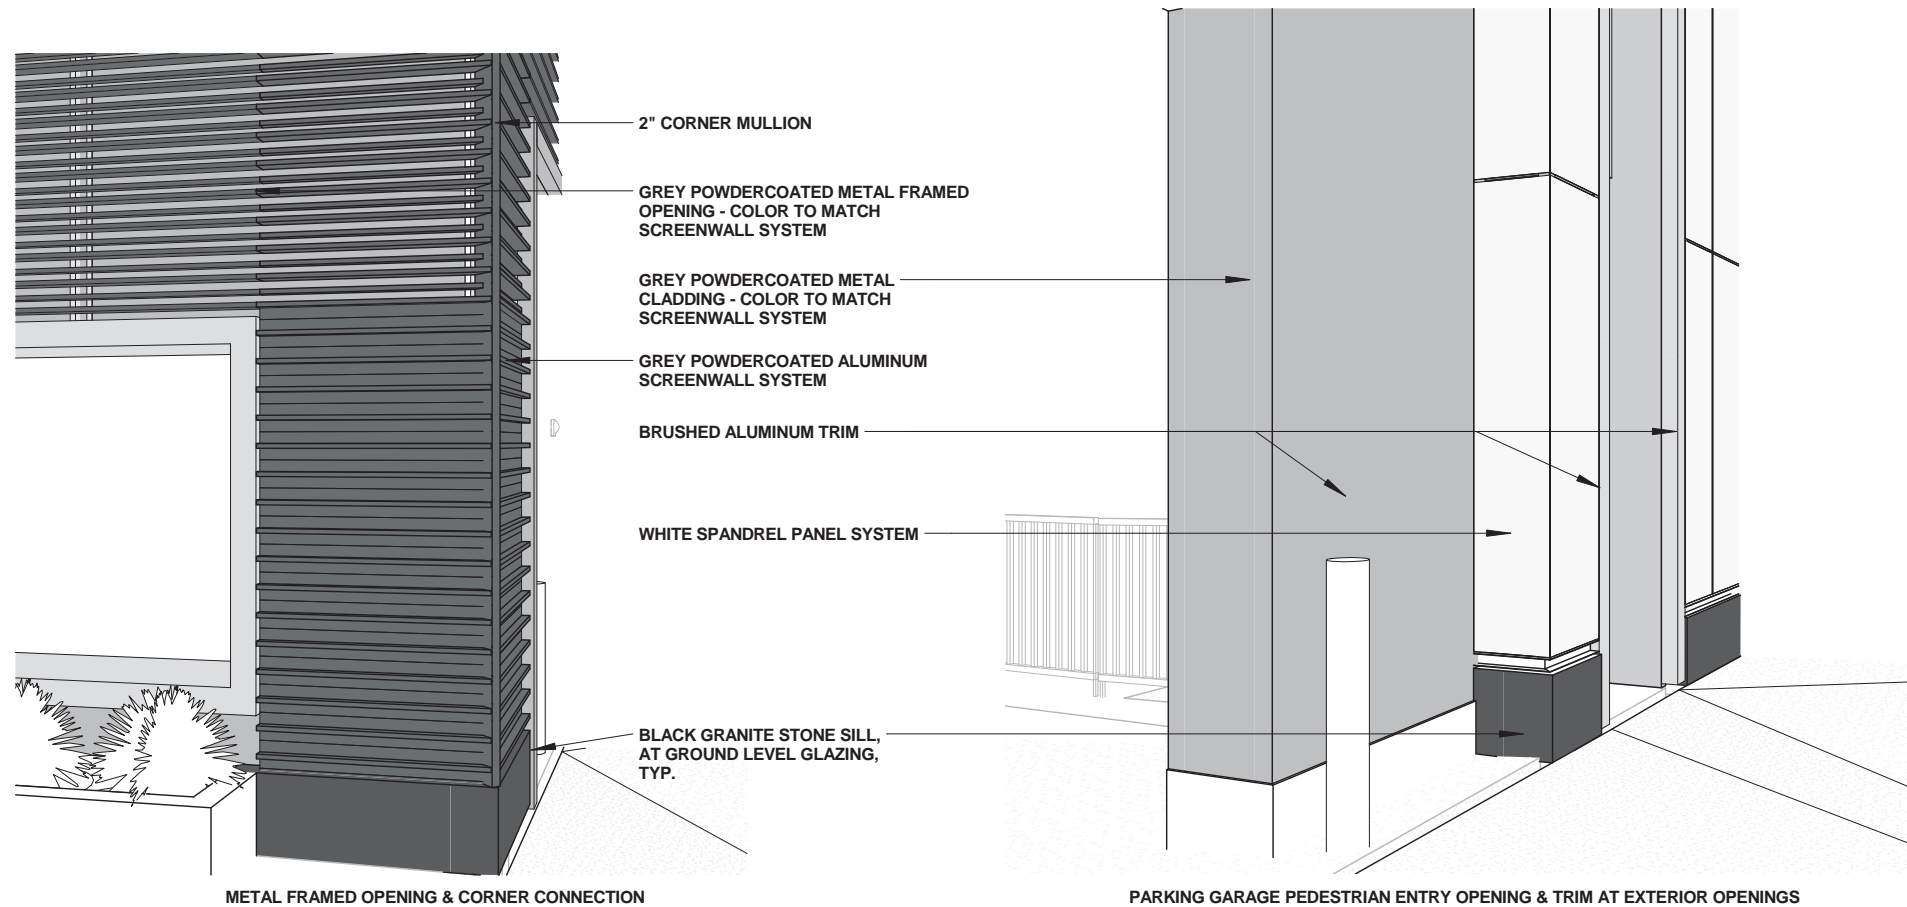 2" CORNER MULLION
GREY POWDERCOATED METAL FRAMED
OPENING - COLOR TO MATCH
SCREENWALL SYSTEM
GREY POWDERCOATED METAL
CLADDING - COLOR TO MATCH
SCREENWALL SYSTEM
GREY POWDERCOATED ALUMINUM
SCREENWALL SYSTEM
BRUSHED ALUMINUM TRIM
WHITE SPANDREL PANEL SYSTEM
BLACK GRANITE STONE SILL,
AT GROUND LEVEL GLAZING,
TYP.
METAL FRAMED OPENING & CORNER CONNECTION
PARKING GARAGE PEDESTRIAN ENTRY OPENING & TRIM AT EXTERIOR OPENINGS